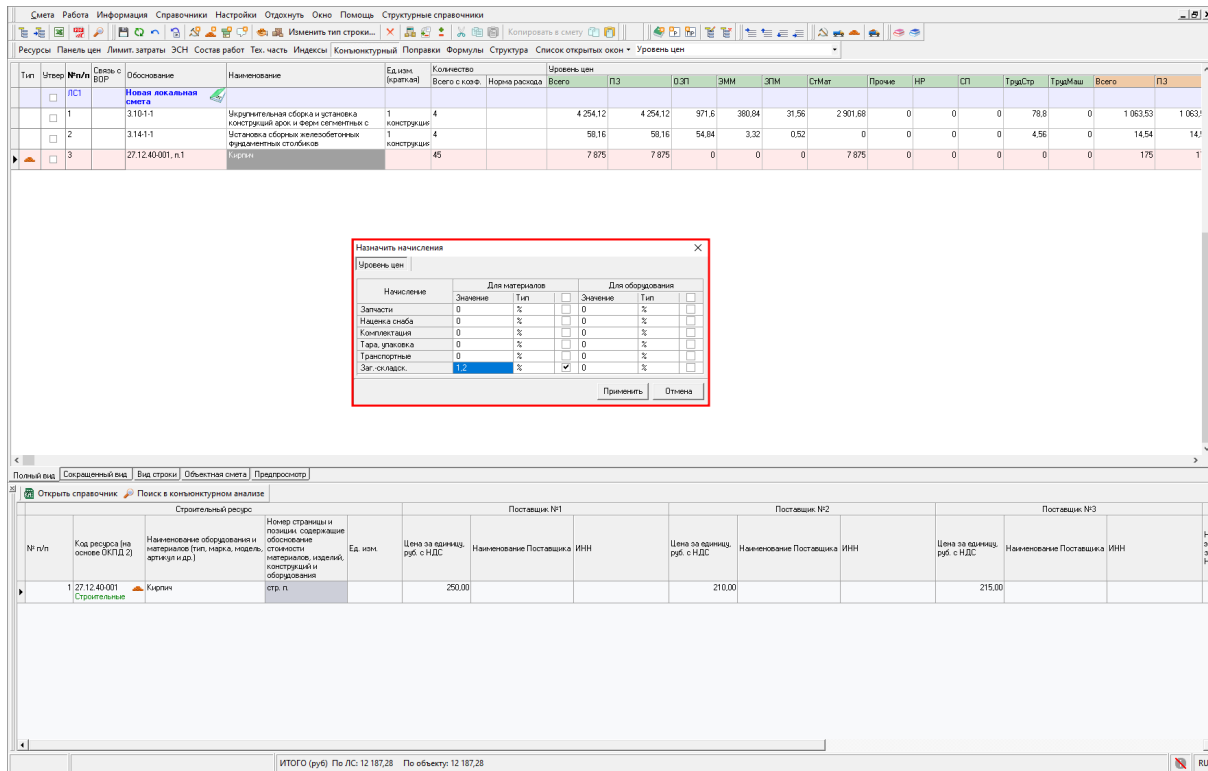 Смета Работа Информация Справочники Настройки Отдохнуть Окно Помощь Структурные справочники
Изменить тип строки... Копировать в смету
Ресурсы Панель цен Лимит. затраты ЭСН Состав работ Тех. часть Индексы Конъюнктурный Поправки Формулы Структура Список открытых окон Уровень цен
Тип Утвер №п/п Связь с ВОР Обоснование Наименование Ед.изм. (краткая) Количество Уровень цен
Всего с коэф. Норма расхода Всего ПЗ ОЗП ЭММ ЗПМ СтМат Прочие НР СП ТрудСтр ТрудМаш Всего ПЗ
ЛС1 Новая локальная
смета
1 3.10-1-1 Укрупнительная сборка и установка 1 4 4 254,12 4 254,12 971,6 380,84 31,56 2 901,68 0 0 0 78,8 0 1 063,53 1 063,5
конструкций арок и ферм сегментных с конструкция
2 3.14-1-1 Установка сборных железобетонных 1 4 58,16 58,16 54,84 3,32 0,52 0 0 0 0 4,56 0 14,54 14,5
фундаментных столбиков конструкция
3 27.12.40-001, п.1 Кирпич 45 7 875 7 875 0 0 0 7 875 0 0 0 0 0 175 17
Назначить начисления
Уровень цен
Начисление Для материалов Для оборудования
Значение Тип Значение Тип
Запчасти 0 % 0 %
Наценка снаба 0 % 0 %
Комплектация 0 % 0 %
Тара, упаковка 0 % 0 %
Транспортные 0 % 0 %
Заг.-складск. 1,2 % 0 %
Применить Отмена
Полный вид Сокращенный вид Вид строки Объектная смета Предпросмотр
Открыть справочник Поиск в конъюнктурном анализе
Строительный ресурс Поставщик №1 Поставщик №2 Поставщик №3
№ п/п
Код ресурса (на
основе ОКПД 2)
Наименование оборудования и
материалов (тип, марка, модель,
артикул и др.)
Номер страницы и
позиции, содержащие
обоснование
стоимости
материалов, изделий,
конструкций и
оборудования
Ед. изм.
Цена за единицу,
руб. с НДС
Наименование Поставщика ИНН
Цена за единицу,
руб. с НДС
Наименование Поставщика ИНН
Цена за единицу,
руб. с НДС
Наименование Поставщика ИНН
1 27.12.40-001 Кирпич стр. п. 250,00 210,00 215,00
Строительные
ИТОГО (руб) По ЛС: 12 187,28 По объекту: 12 187,28 RU